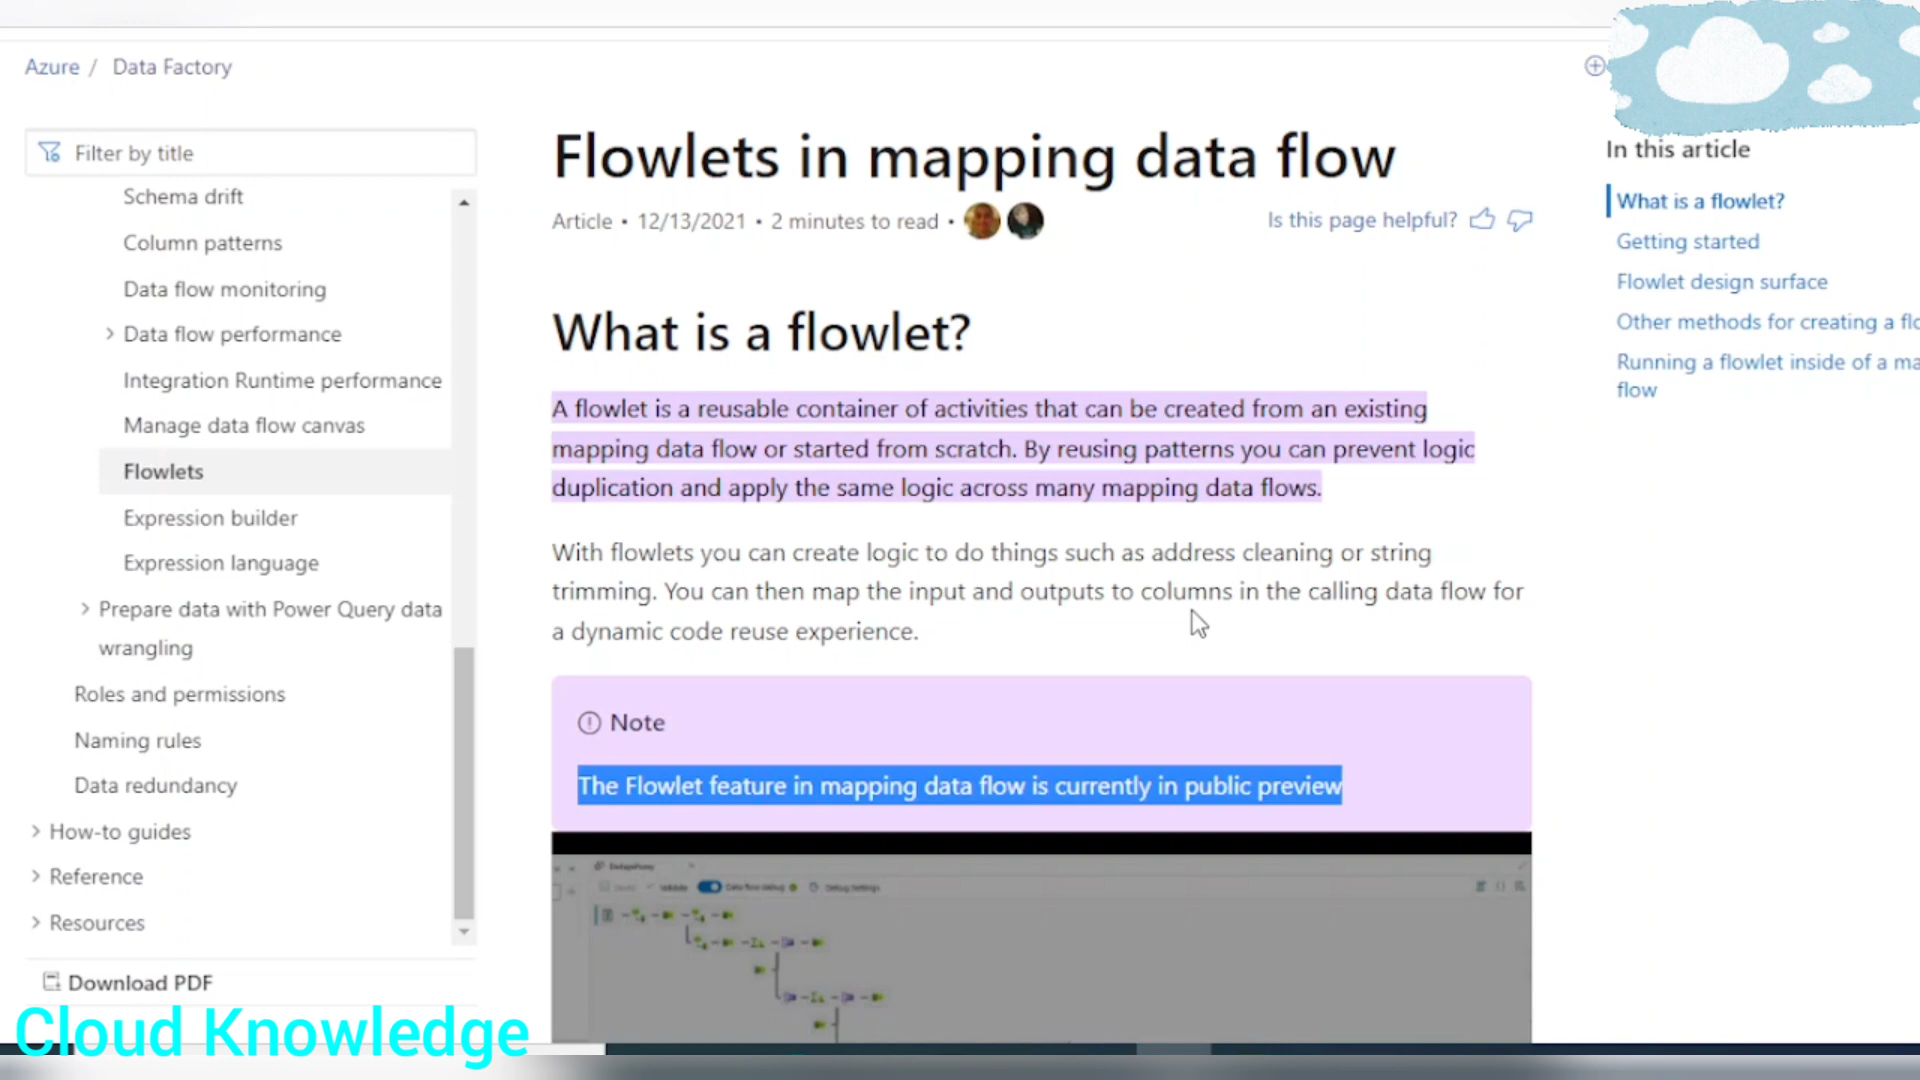 Azure / Data Factory
Filter by title
Schema drift
Column patterns
Data flow monitoring
Data flow performance
Integration Runtime performance
Manage data flow canvas
Flowlets
Expression builder
Expression language
Prepare data with Power Query data
wrangling
Roles and permissions
Naming rules
Data redundancy
How-to guides
Reference
Resources
Download PDF
Cloud Knowledge
Flowlets in mapping data flow
Article • 12/13/2021 • 2 minutes to read •
Is this page helpful?
What is a flowlet?
A flowlet is a reusable container of activities that can be created from an existing
mapping data flow or started from scratch. By reusing patterns you can prevent logic
duplication and apply the same logic across many mapping data flows.
With flowlets you can create logic to do things such as address cleaning or string
trimming. You can then map the input and outputs to columns in the calling data flow for
a dynamic code reuse experience.
Note
The Flowlet feature in mapping data flow is currently in public preview
Validate Data flow debug Debug Settings
In this article
What is a flowlet?
Getting started
Flowlet design surface
Other methods for creating a flo
Running a flowlet inside of a ma
flow